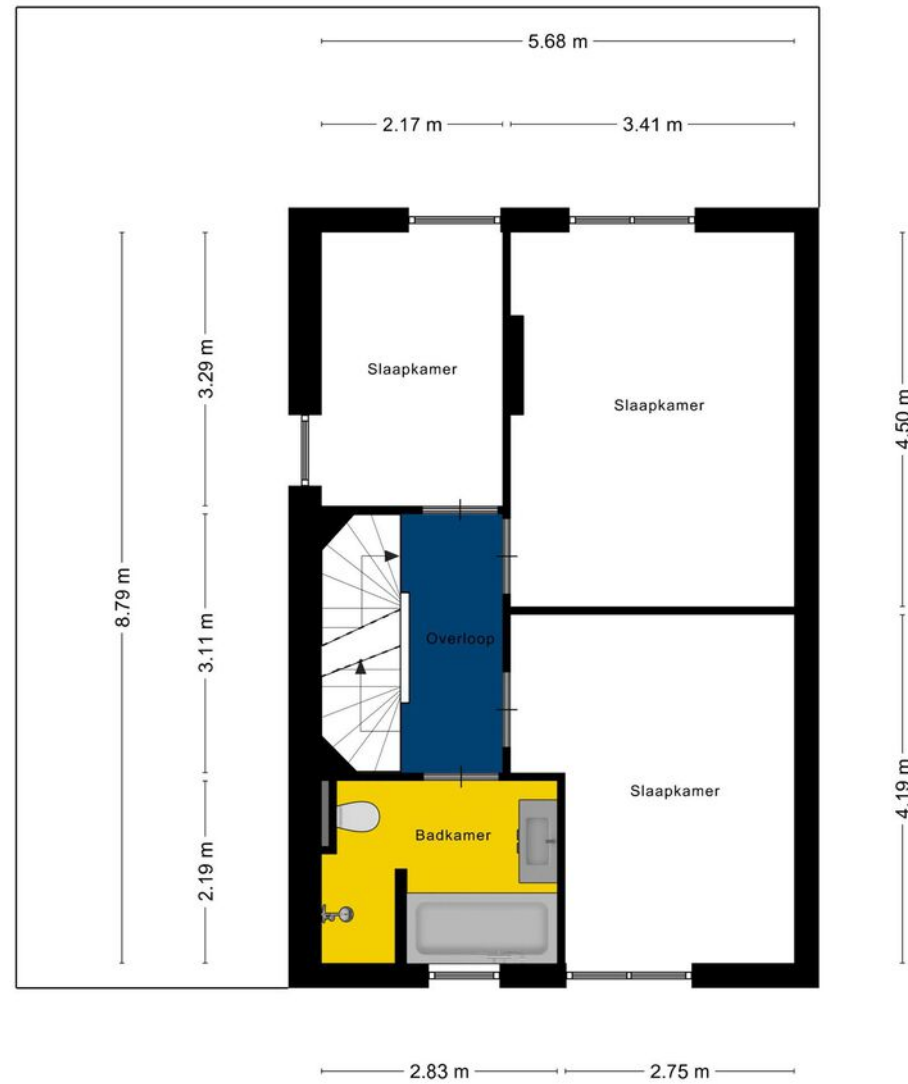 5.68 m
2.17 m
3.41 m
3.29 m
Slaapkamer
Slaapkamer
4.50 m
8.79 m
3.11 m
Overloop
Slaapkamer
4.19 m
Badkamer
2.19 m
2.83 m
2.75 m